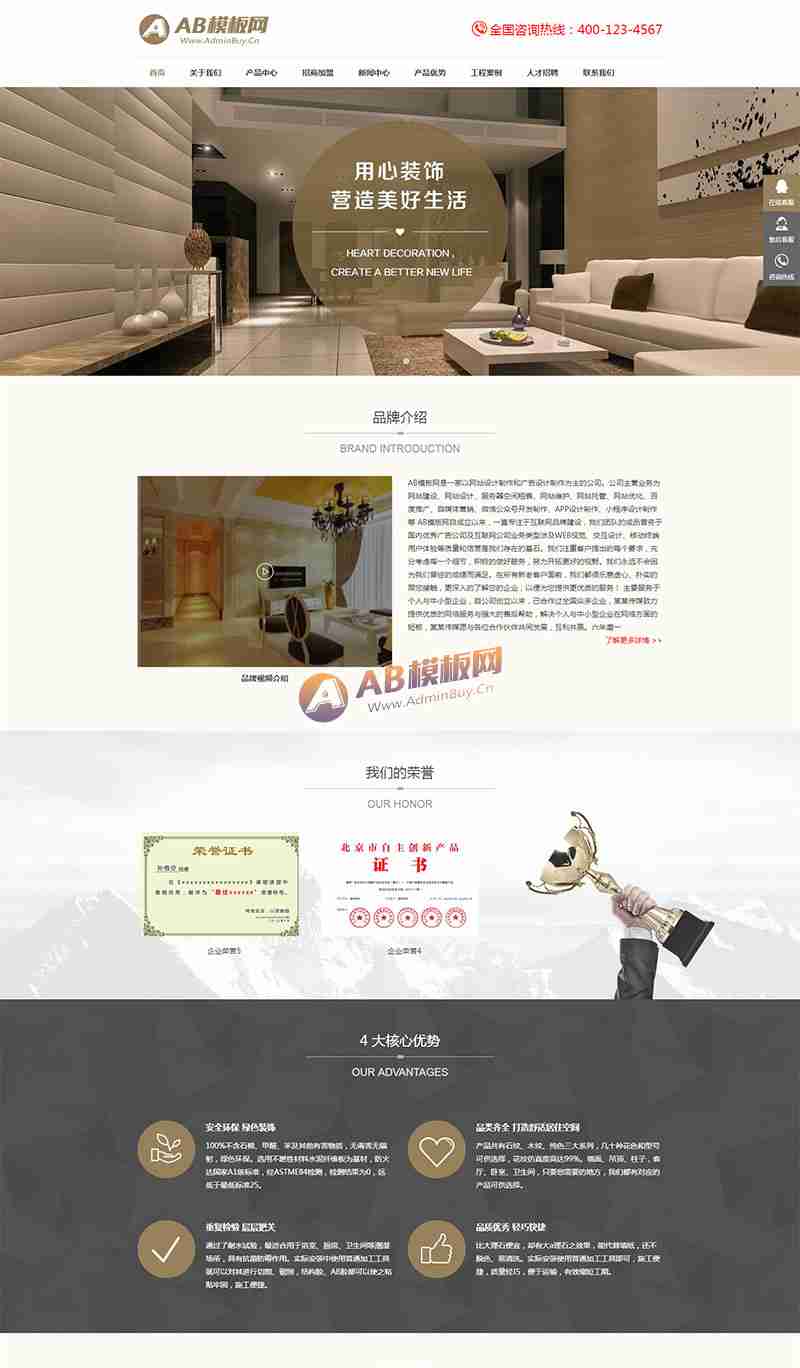 AB模板网
Www.AdminBuy.Cn
全国咨询热线：400-123-4567
首页 关于我们 产品中心 招商加盟 新闻中心 产品优势 工程案例 人才招聘 联系我们
用心装饰
营造美好生活
HEART DECORATION ,
CREATE A BETTER NEW LIFE
在线客服
售后客服
咨询热线
品牌介绍
BRAND INTRODUCTION
AB模板网是一家以网站设计制作和广告设计制作为主的公司。公司主营业务为
网站建设、网站设计、服务器空间租赁、网站维护、网站托管、网站优化、百
度推广、自媒体营销、微信公众号开发制作、APP设计制作、小程序设计制作
等 AB模板网自成立以来，一直专注于互联网品牌建设，我们团队的成员曾务于
国内优秀广告公司及互联网公司业务类型涉及WEB视觉、交互设计、移动终端
用户体验等质量和信誉是我们存在的基石。我们注重客户提出的每个要求，充
分考虑每一个细节，积极的做好服务，努力开拓更好的视野。我们永远不会因
为我们曾经的成绩而满足。在所有新老客户面前，我们都很乐意虚心、朴实的
跟您接触，更深入的了解您的企业，以便为您提供更优质的服务！ 主要服务于
个人与中小型企业，自公司创立以来，已合作过全国众多企业，某某传媒致力
提供优质的网络服务与强大的售后帮助，解决个人与中小型企业在网络方面的
短板，某某传媒愿与各位合作伙伴共同发展，互利共赢。六年磨一
了解更多详情 >>
品牌视频介绍
AB模板网
Www.AdminBuy.Cn
我们的荣誉
OUR HONOR
荣誉证书
北京市自主创新产品
证 书
企业荣誉5
企业荣誉4
4 大核心优势
OUR ADVANTAGES
安全环保 绿色装饰
100%不含石棉、甲醛、苯及其他有害物质，无毒害无辐
射，绿色环保。选用不燃性材料水泥纤维板为基材，防火
达国家A1级标准，经ASTME84检测，检测结果为0，远
低于最低标准25。
品类齐全 打造舒适居住空间
产品共有石纹、木纹、纯色三大系列，几十种花色和型号
可供选择，花纹仿真度高达99%。墙面、吊顶、柱子，客
厅、卧室、卫生间，只要您需要的地方，我们都有对应的
产品可供选择。
重复检验 层层把关
通过了耐水试验，最适合用于浴室、厨房、卫生间等潮湿
场所，具有抗菌防霉作用。实际安装中使用普通加工工具
就可以对其进行切割、锯刨，结构胶、AB胶都可以使之粘
贴牢固，施工便捷。
品质优秀 轻巧快捷
比大理石便宜，却有大理石之效果，能代替墙纸，还不
脱色、易清洗。实际安装使用普通加工工具即可，施工便
捷，质量轻巧，便于运输，有效缩短工期。